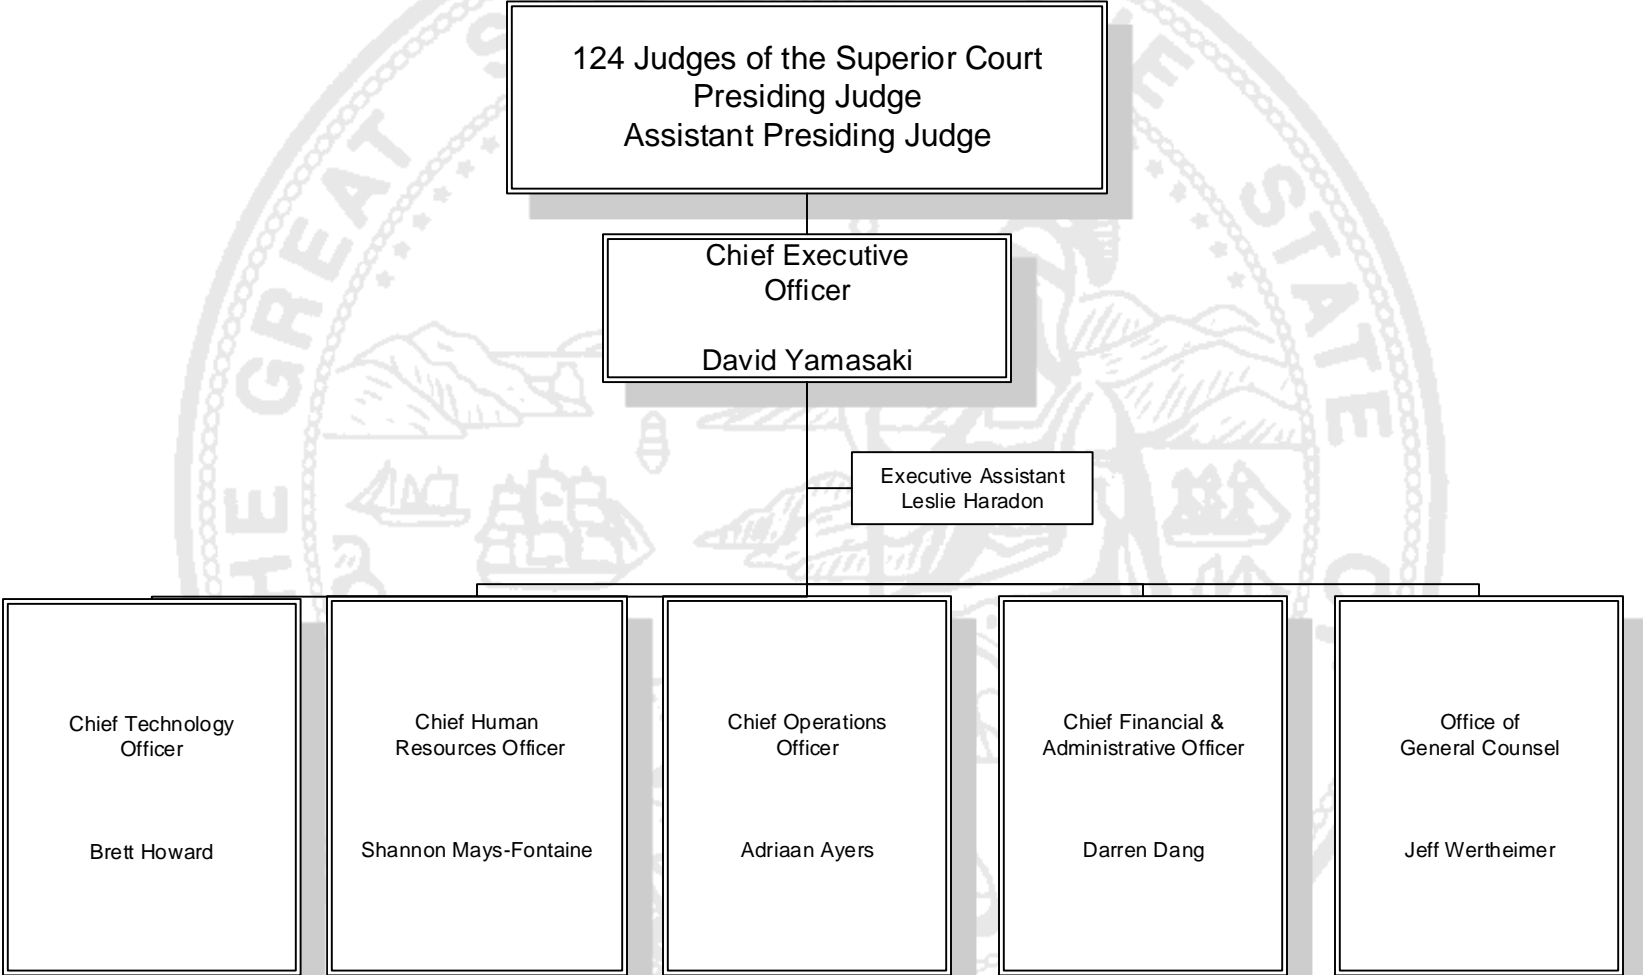 124 Judges of the Superior Court
Presiding Judge
Assistant Presiding Judge
Chief Executive
Officer
David Yamasaki
Executive Assistant
Leslie Haradon
Chief Technology
Officer
Brett Howard
Chief Human
Resources Officer
Shannon Mays-Fontaine
Chief Operations
Officer
Adriaan Ayers
Chief Financial &
Administrative Officer
Darren Dang
Office of
General Counsel
Jeff Wertheimer
GREAT
STATE